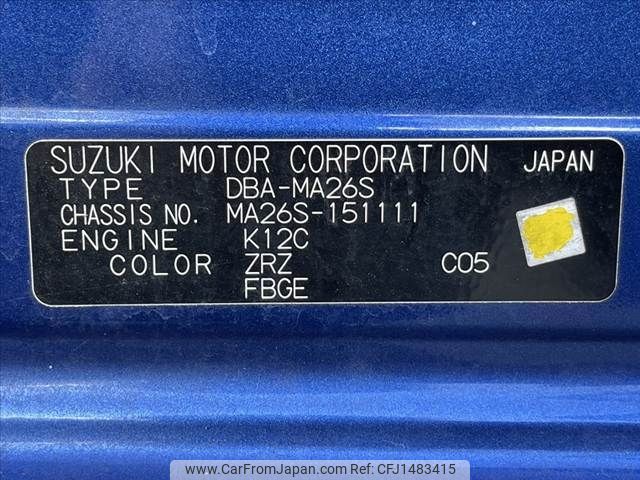 SUZUKI MOTOR CORPORATION JAPAN
TYPE DBA-MA26S
CHASSIS NO. MA26S-151111
ENGINE K12C
COLOR ZRZ C05
FBGE
www.CarFromJapan.com Ref No: CFJ1483415